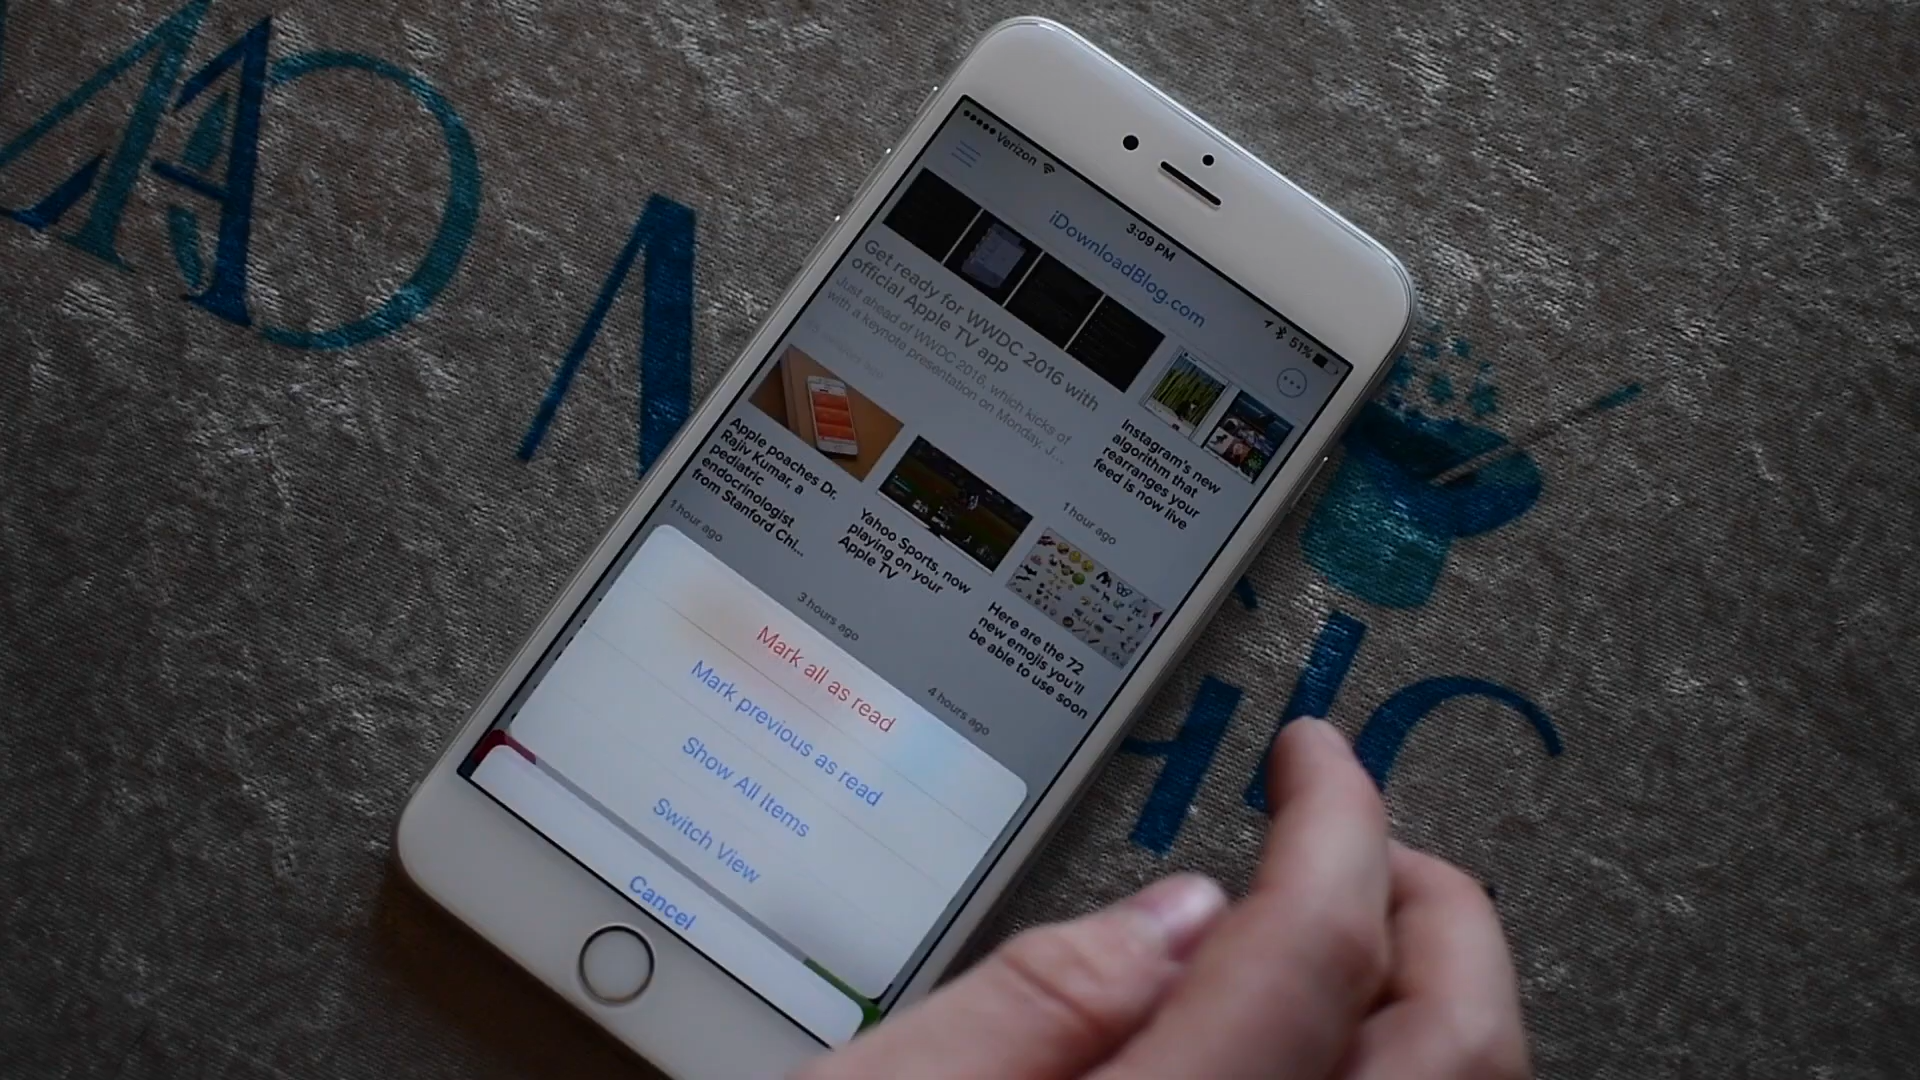 Verizon
3:09 PM
51%
iDownloadBlog.com
Get ready for WWDC 2016 with
official Apple TV app
Just ahead of WWDC 2016, which kicks of
with a keynote presentation on Monday, J...
Instagram's new
algorithm that
rearranges your
feed is now live
1 hour ago
Apple poaches Dr.
Rajiv Kumar, a
pediatric
endocrinologist
from Stanford Chi...
1 hour ago
Yahoo Sports, now
playing on your
Apple TV
3 hours ago
Here are the 72
new emojis you'll
be able to use soon
4 hours ago
Mark all as read
Mark previous as read
Show All Items
Switch View
Cancel